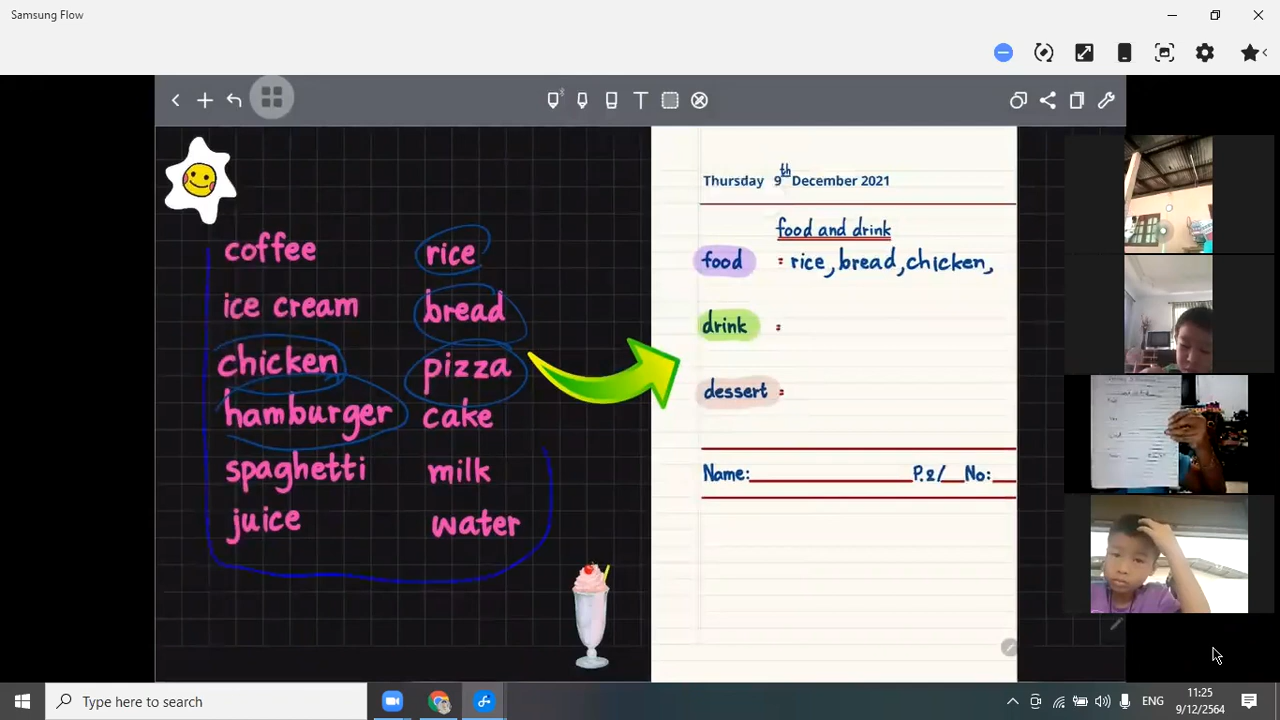 Samsung Flow
T
Thursday 9th December 2021
food and drink
coffee
rice
food = rice, bread, chicken,
ice cream
bread
drink =
chicken
pizza
dessert =
hamburger
cake
spaghetti
milk
Name: P.2/ No:
juice
water
Type here to search
ENG
11:25
9/12/2564